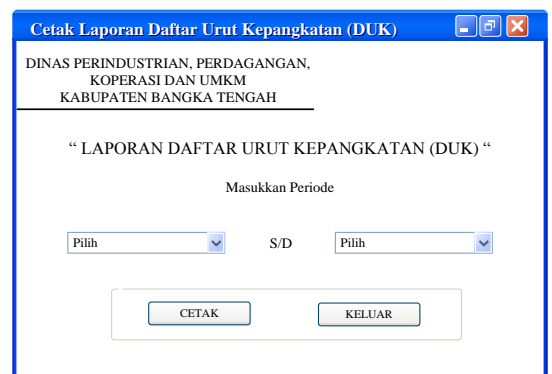 Cetak Laporan Daftar Urut Kepangkatan (DUK)
DINAS PERINDUSTRIAN, PERDAGANGAN,
KOPERASI DAN UMKM
KABUPATEN BANGKA TENGAH
“ LAPORAN DAFTAR URUT KEPANGKATAN (DUK) “
Masukkan Periode
Pilih S/D Pilih
CETAK KELUAR